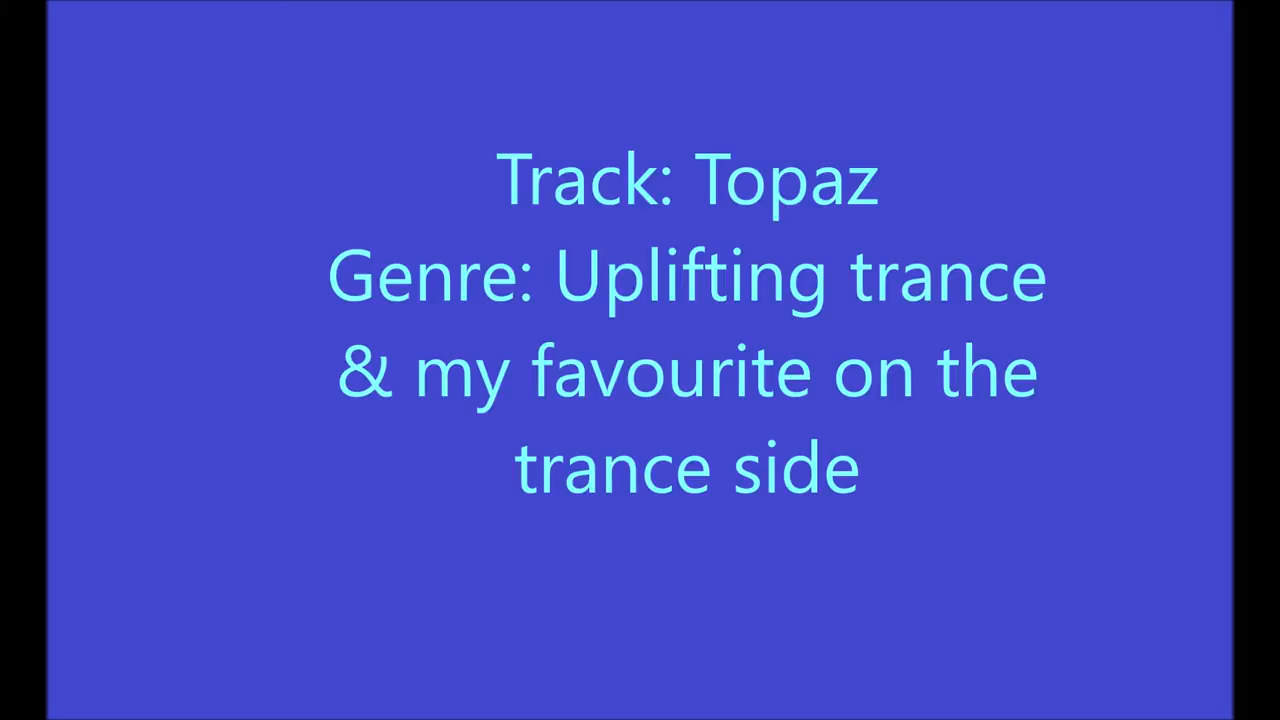 Track: Topaz
Genre: Uplifting trance
& my favourite on the
trance side